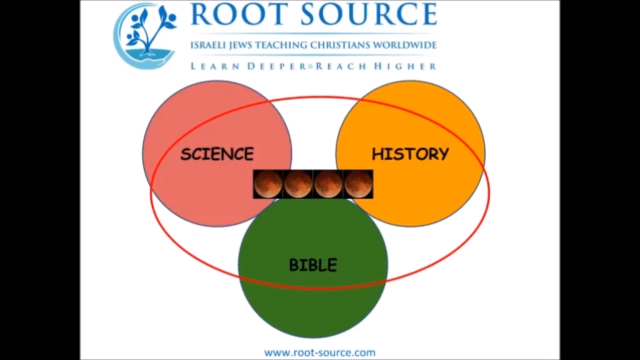 ROOT SOURCE
ISRAELI JEWS TEACHING CHRISTIANS WORLDWIDE
LEARN DEEPER REACH HIGHER
SCIENCE HISTORY
BIBLE
www.root-source.com